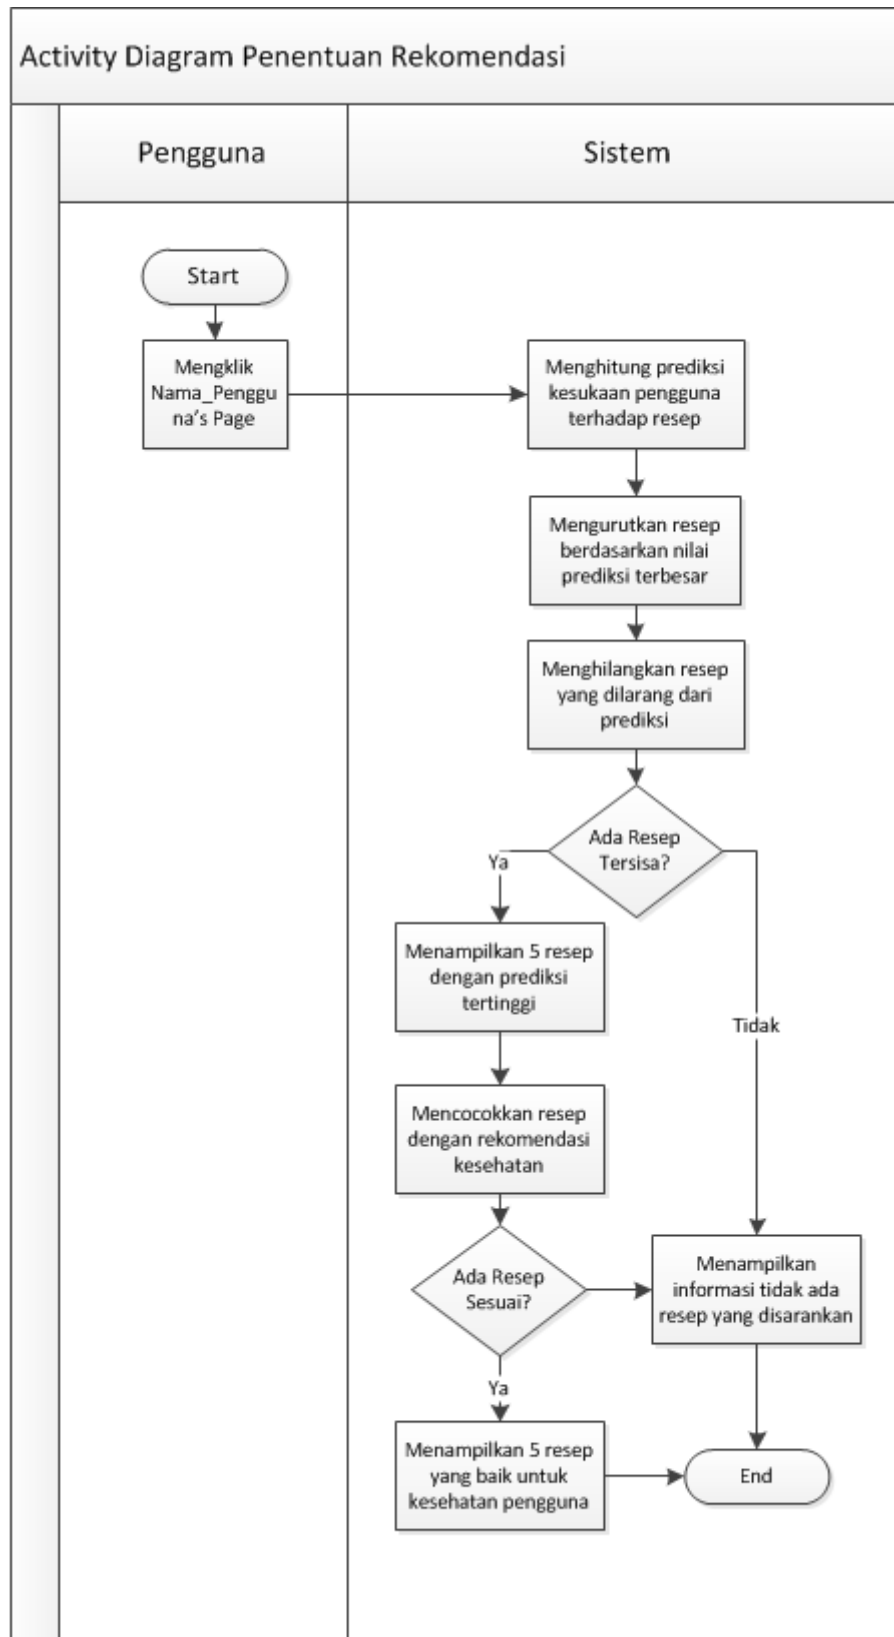 Activity Diagram Penentuan Rekomendasi
Pengguna
Sistem
Start
Mengklik
Nama_Penggu
na's Page
Menghitung prediksi
kesukaan pengguna
terhadap resep
Mengurutkan resep
berdasarkan nilai
prediksi terbesar
Menghilangkan resep
yang dilarang dari
prediksi
Ada Resep
Tersisa?
Ya
Menampilkan 5 resep
dengan prediksi
tertinggi
Tidak
Mencocokkan resep
dengan rekomendasi
kesehatan
Ada Resep
Sesuai?
Menampilkan
informasi tidak ada
resep yang disarankan
Ya
Menampilkan 5 resep
yang baik untuk
kesehatan pengguna
End